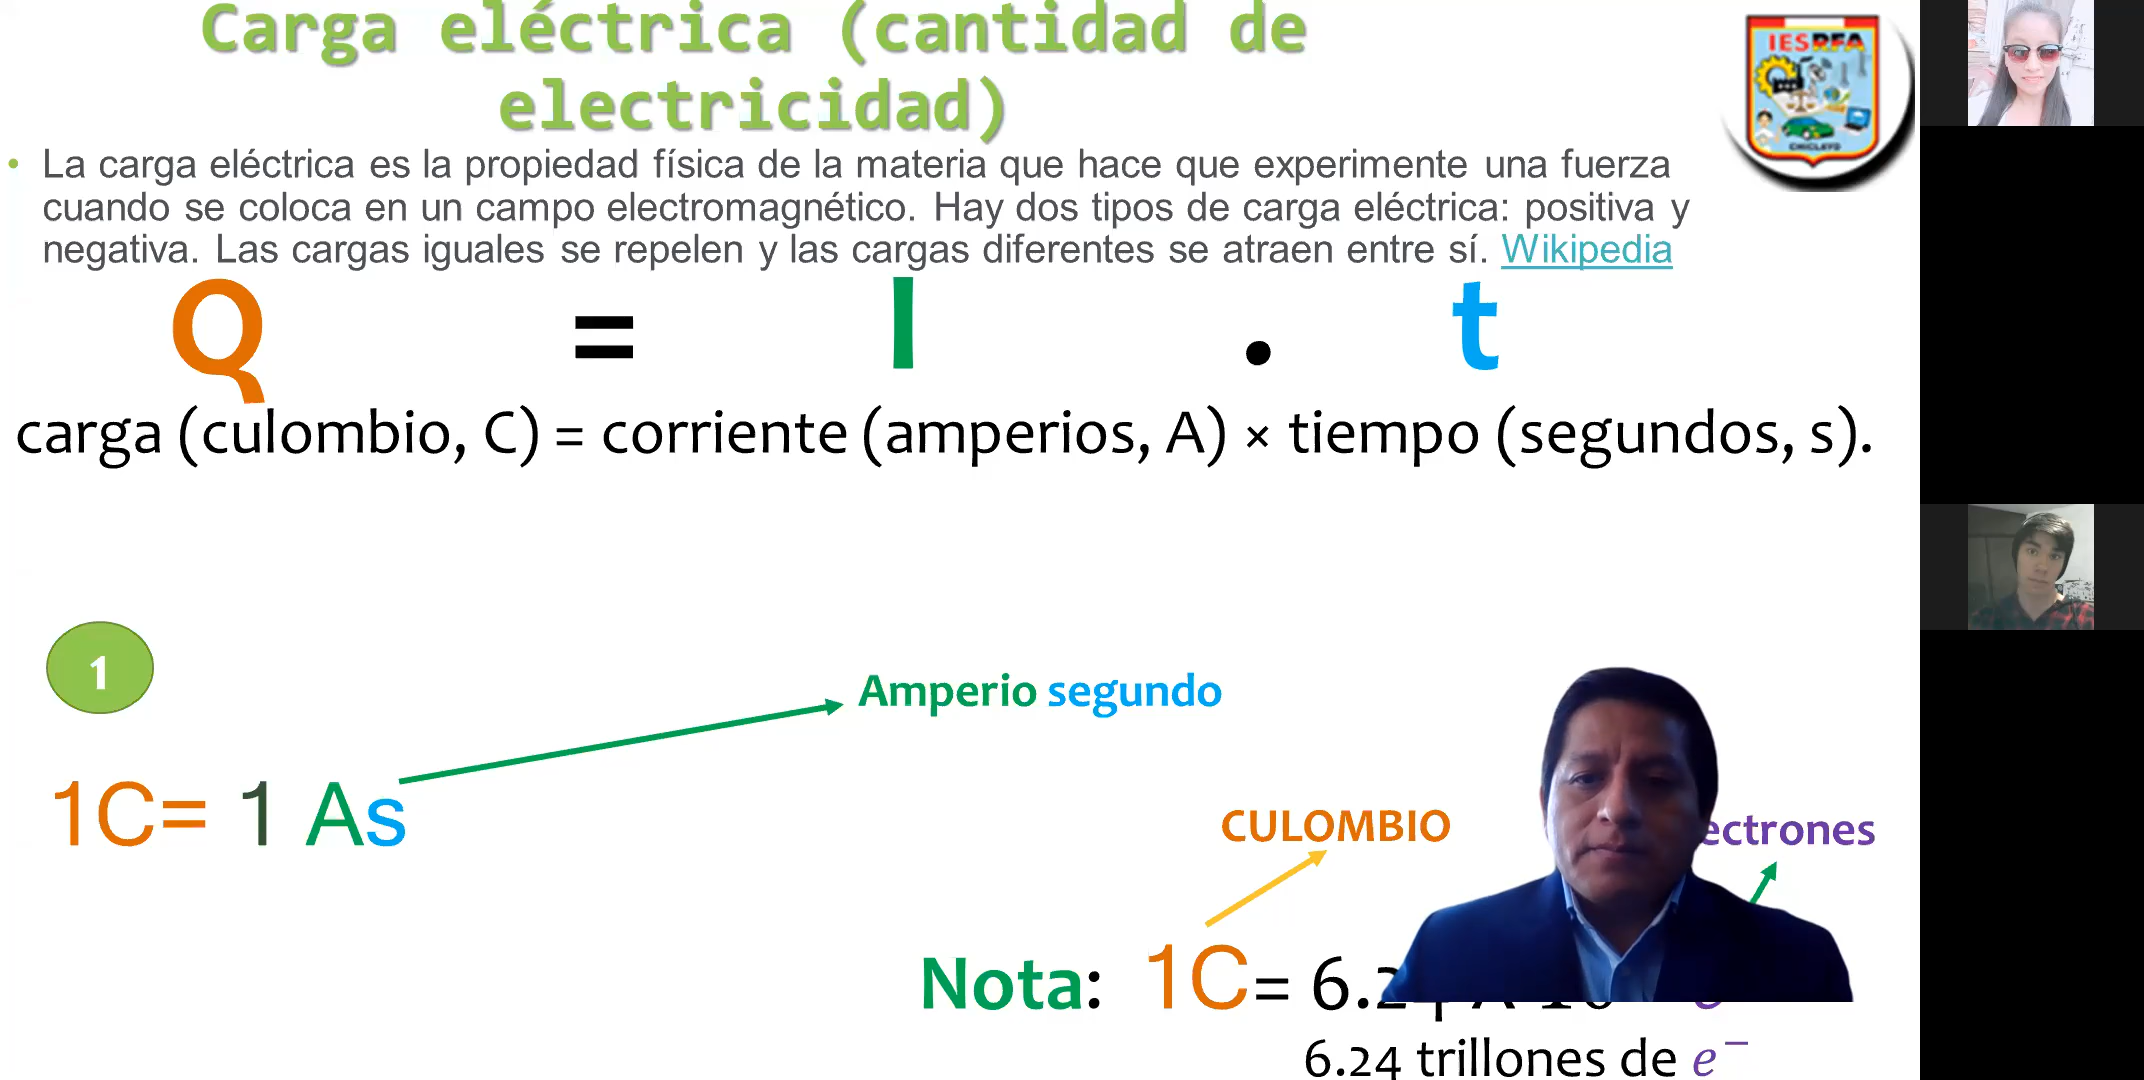 Carga eléctrica (cantidad de
electricidad)
IESRFA
CHICLAYO
• La carga eléctrica es la propiedad física de la materia que hace que experimente una fuerza
cuando se coloca en un campo electromagnético. Hay dos tipos de carga eléctrica: positiva y
negativa. Las cargas iguales se repelen y las cargas diferentes se atraen entre sí. Wikipedia
Q = I . t
carga (culombio, C) = corriente (amperios, A) × tiempo (segundos, s).
1
Amperio segundo
1C= 1 As
CULOMBIO
ectrones
Nota: 1C= 6.2
6.24 trillones de e⁻